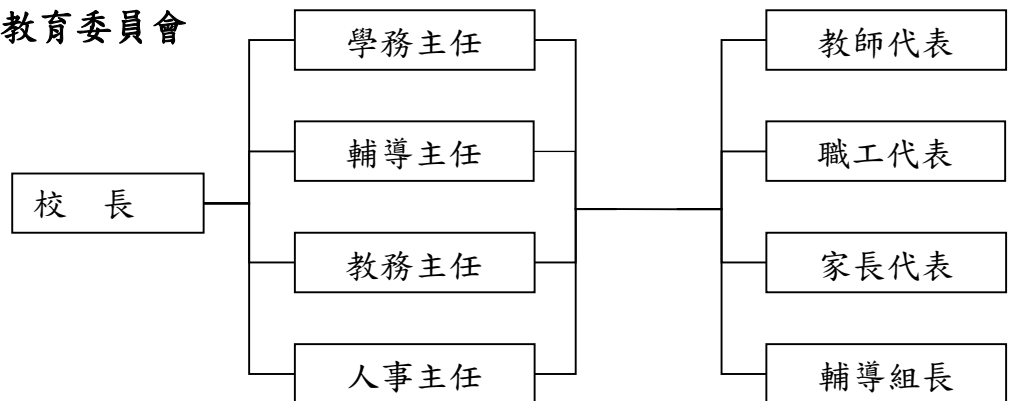 教育委員會
學務主任
教師代表
輔導主任
職工代表
校 長
教務主任
家長代表
人事主任
輔導組長